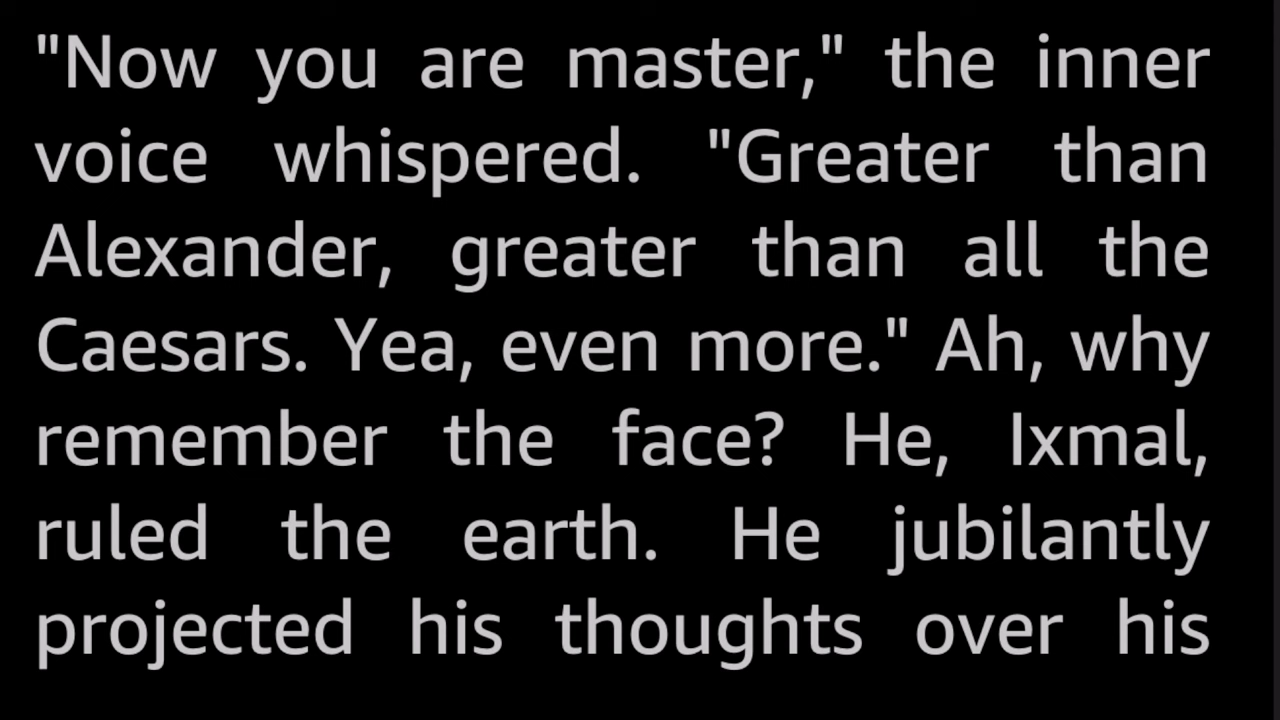 "Now you are master," the inner
voice whispered. "Greater than
Alexander, greater than all the
Caesars. Yea, even more." Ah, why
remember the face? He, Ixmal,
ruled the earth. He jubilantly
projected his thoughts over his